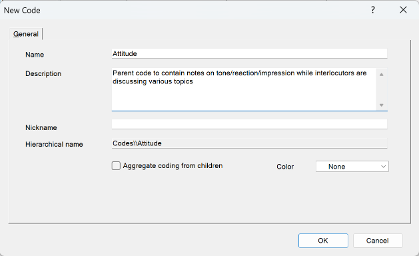 New Code
?
General
Name
Attitude
Description
Parent code to contain notes on tone/reaction/impression while interlocutors are
discussing various topics
Nickname
Hierarchical name
Codes\\Attitude
Aggregate coding from children
Color
None
OK
Cancel